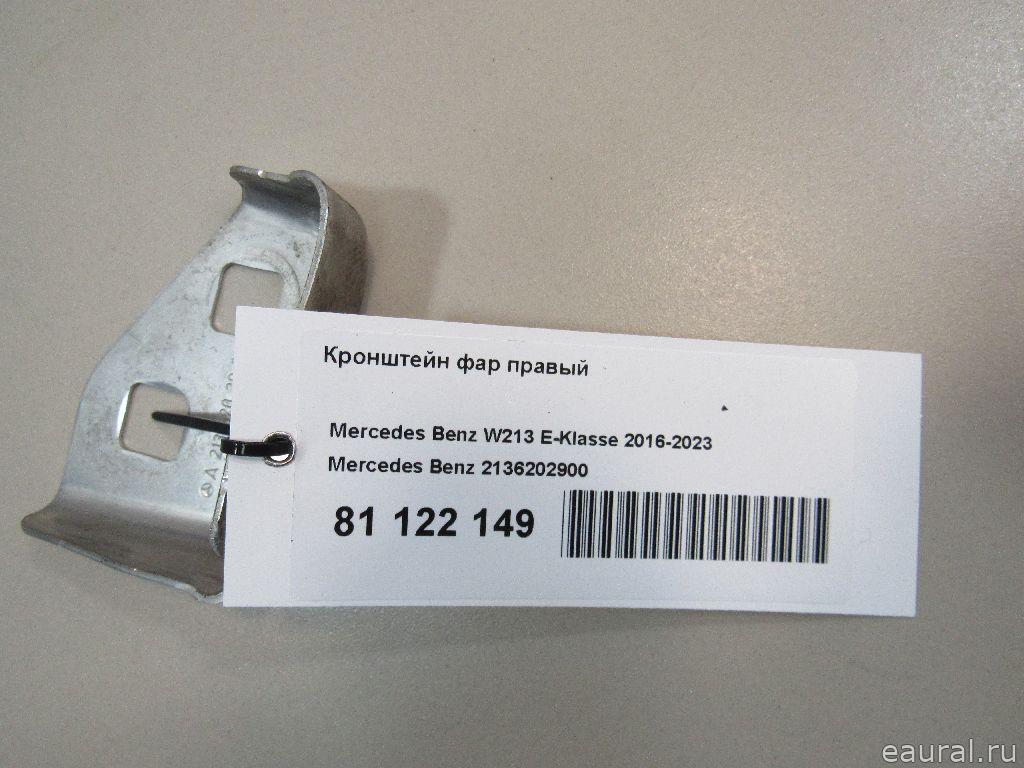 Кронштейн фар правый
Mercedes Benz W213 E-Klasse 2016-2023
Mercedes Benz 2136202900
81 122 149
eaural.ru